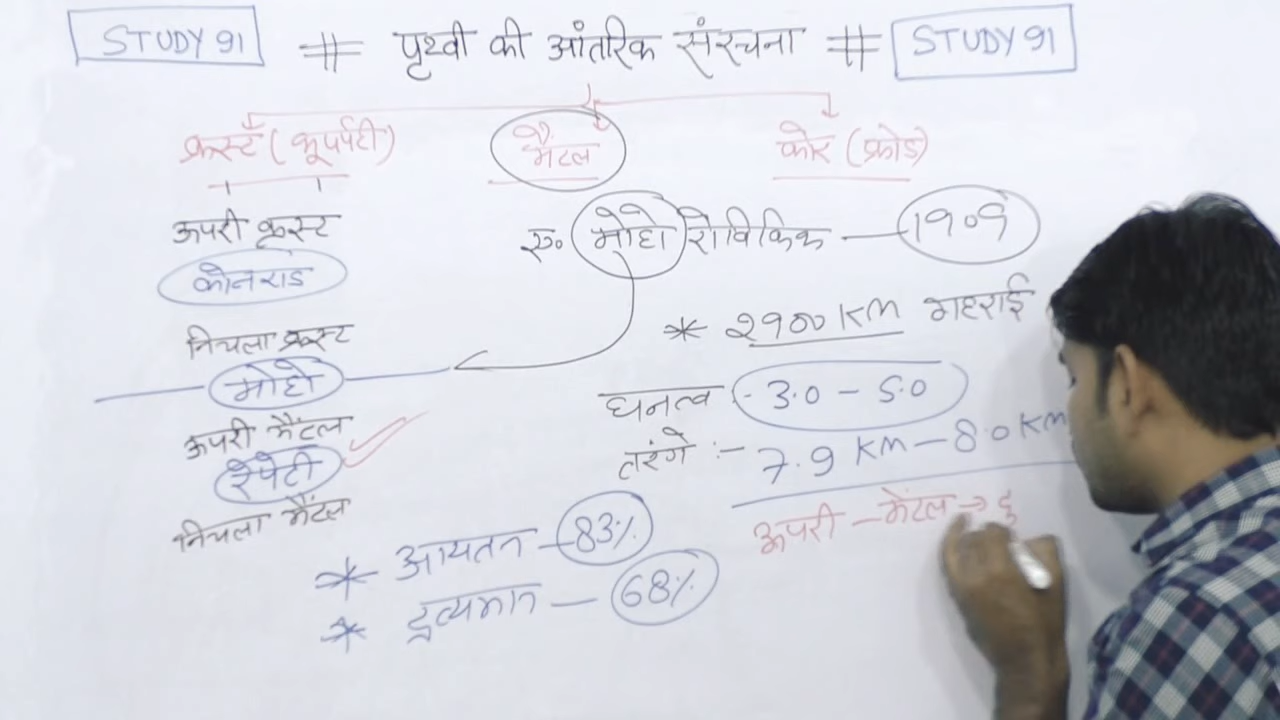 STUDY 91 # पृथ्वी की आंतरिक संरचना # STUDY 91
क्रस्ट (भूपर्पटी) मैंटल कोर (क्रोड)
ऊपरी क्रस्ट
कोनराड
निचला क्रस्ट
मोहो
ऊपरी मैंटल
रेपेटी
निचला मैंटल
रु. मोहोरोविकिक — 1909
* 2900 KM गहराई
घनत्व :- 3.0 - 5.0
तरंगे :- 7.9 KM - 8.0 KM
ऊपरी - मेंटल →
* आयतन - 83%
* द्रव्यमान - 68%